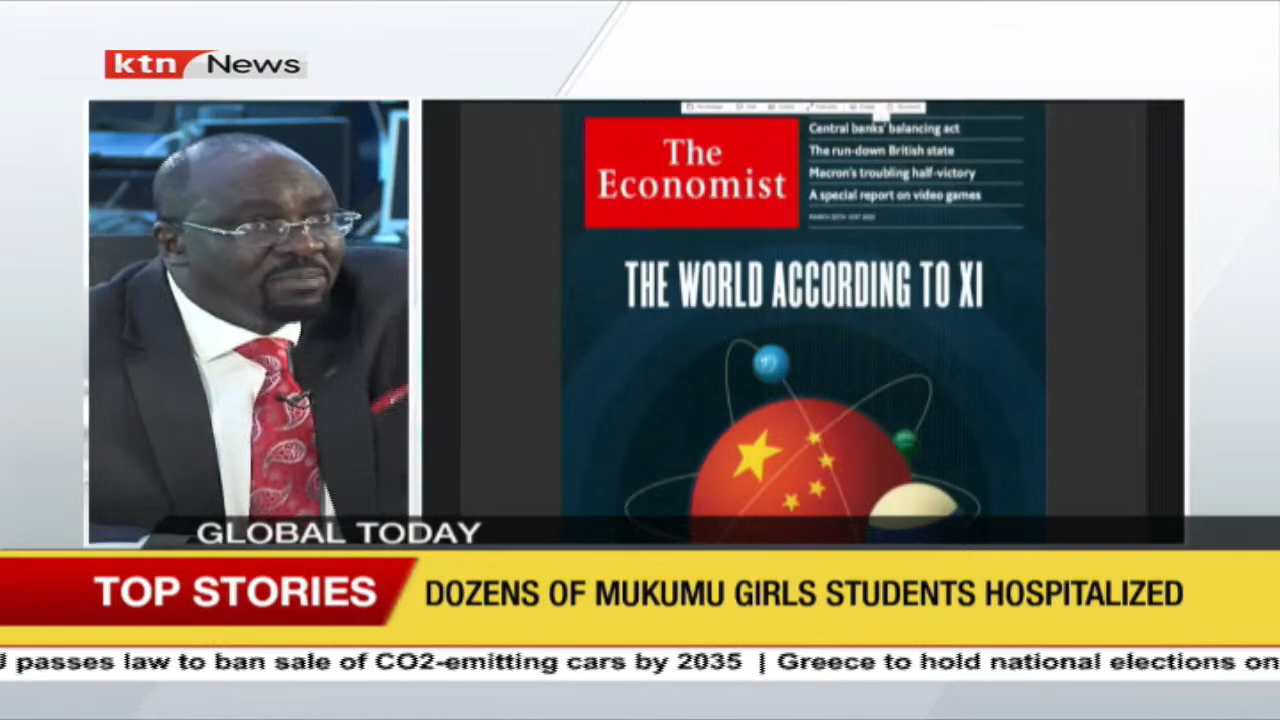 ktn News
The
Economist
Central banks' balancing act
The run-down British state
Macron's troubling half-victory
A special report on video games
THE WORLD ACCORDING TO XI
GLOBAL TODAY
TOP STORIES
DOZENS OF MUKUMU GIRLS STUDENTS HOSPITALIZED
passes law to ban sale of CO2-emitting cars by 2035 | Greece to hold national elections on